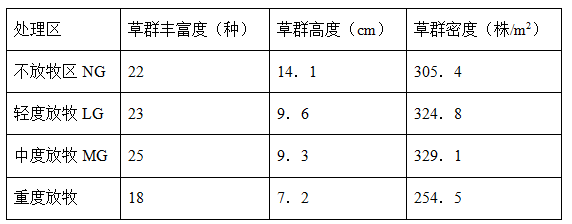 处理区 草群丰富度（种） 草群高度（cm） 草群密度（株/m²）
不放牧区 NG 22 14．1 305．4
轻度放牧 LG 23 9．6 324．8
中度放牧 MG 25 9．3 329．1
重度放牧 18 7．2 254．5